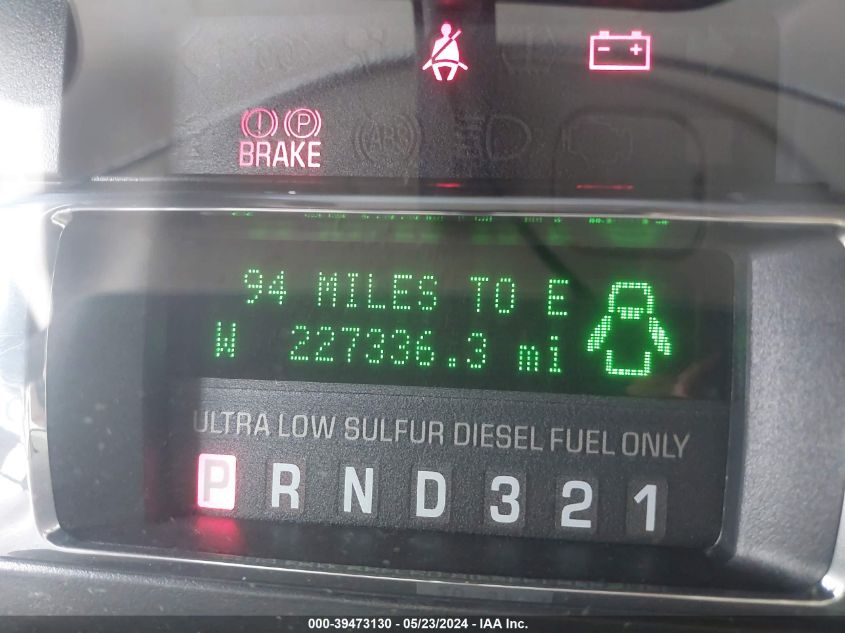 BRAKE
ABS
94 MILES TO E
W 227336.3 mi
ULTRA LOW SULFUR DIESEL FUEL ONLY
P R N D 3 2 1
000-39473130 - 05/23/2024 - IAA Inc.